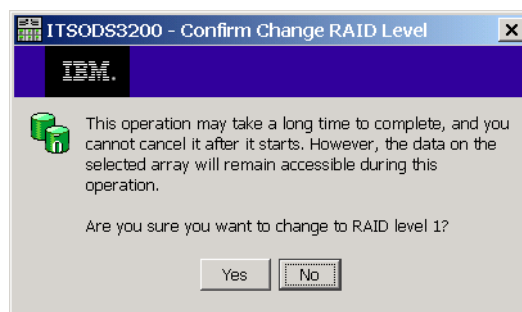 ITSODS3200 - Confirm Change RAID Level
IBM.
This operation may take a long time to complete, and you
cannot cancel it after it starts. However, the data on the
selected array will remain accessible during this
operation.
Are you sure you want to change to RAID level 1?
Yes No